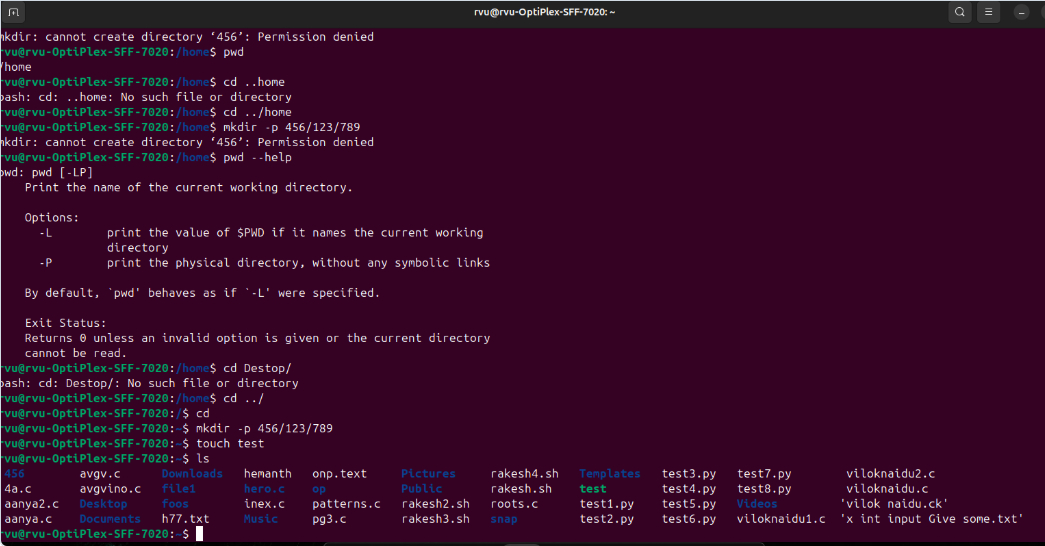 rvu@rvu-OptiPlex-SFF-7020: ~
mkdir: cannot create directory ‘456’: Permission denied
rvu@rvu-OptiPlex-SFF-7020:/home$ pwd
/home
rvu@rvu-OptiPlex-SFF-7020:/home$ cd ..home
bash: cd: ..home: No such file or directory
rvu@rvu-OptiPlex-SFF-7020:/home$ cd ../home
rvu@rvu-OptiPlex-SFF-7020:/home$ mkdir -p 456/123/789
mkdir: cannot create directory ‘456’: Permission denied
rvu@rvu-OptiPlex-SFF-7020:/home$ pwd --help
pwd: pwd [-LP]
Print the name of the current working directory.
Options:
-L print the value of $PWD if it names the current working
directory
-P print the physical directory, without any symbolic links
By default, `pwd' behaves as if `-L' were specified.
Exit Status:
Returns 0 unless an invalid option is given or the current directory
cannot be read.
rvu@rvu-OptiPlex-SFF-7020:/home$ cd Destop/
bash: cd: Destop/: No such file or directory
rvu@rvu-OptiPlex-SFF-7020:/home$ cd ../
rvu@rvu-OptiPlex-SFF-7020:/$ cd
rvu@rvu-OptiPlex-SFF-7020:~$ mkdir -p 456/123/789
rvu@rvu-OptiPlex-SFF-7020:~$ touch test
rvu@rvu-OptiPlex-SFF-7020:~$ ls
456 avgv.c Downloads hemanth onp.text Pictures rakesh4.sh Templates test3.py test7.py viloknaidu2.c
4a.c avgvino.c file1 hero.c op Public rakesh.sh test test4.py test8.py viloknaidu.c
aanya2.c Desktop foos inex.c patterns.c rakesh2.sh roots.c test1.py test5.py Videos 'vilok naidu.ck'
aanya.c Documents h77.txt Music pg3.c rakesh3.sh snap test2.py test6.py viloknaidu1.c 'x int input Give some.txt'
rvu@rvu-OptiPlex-SFF-7020:~$